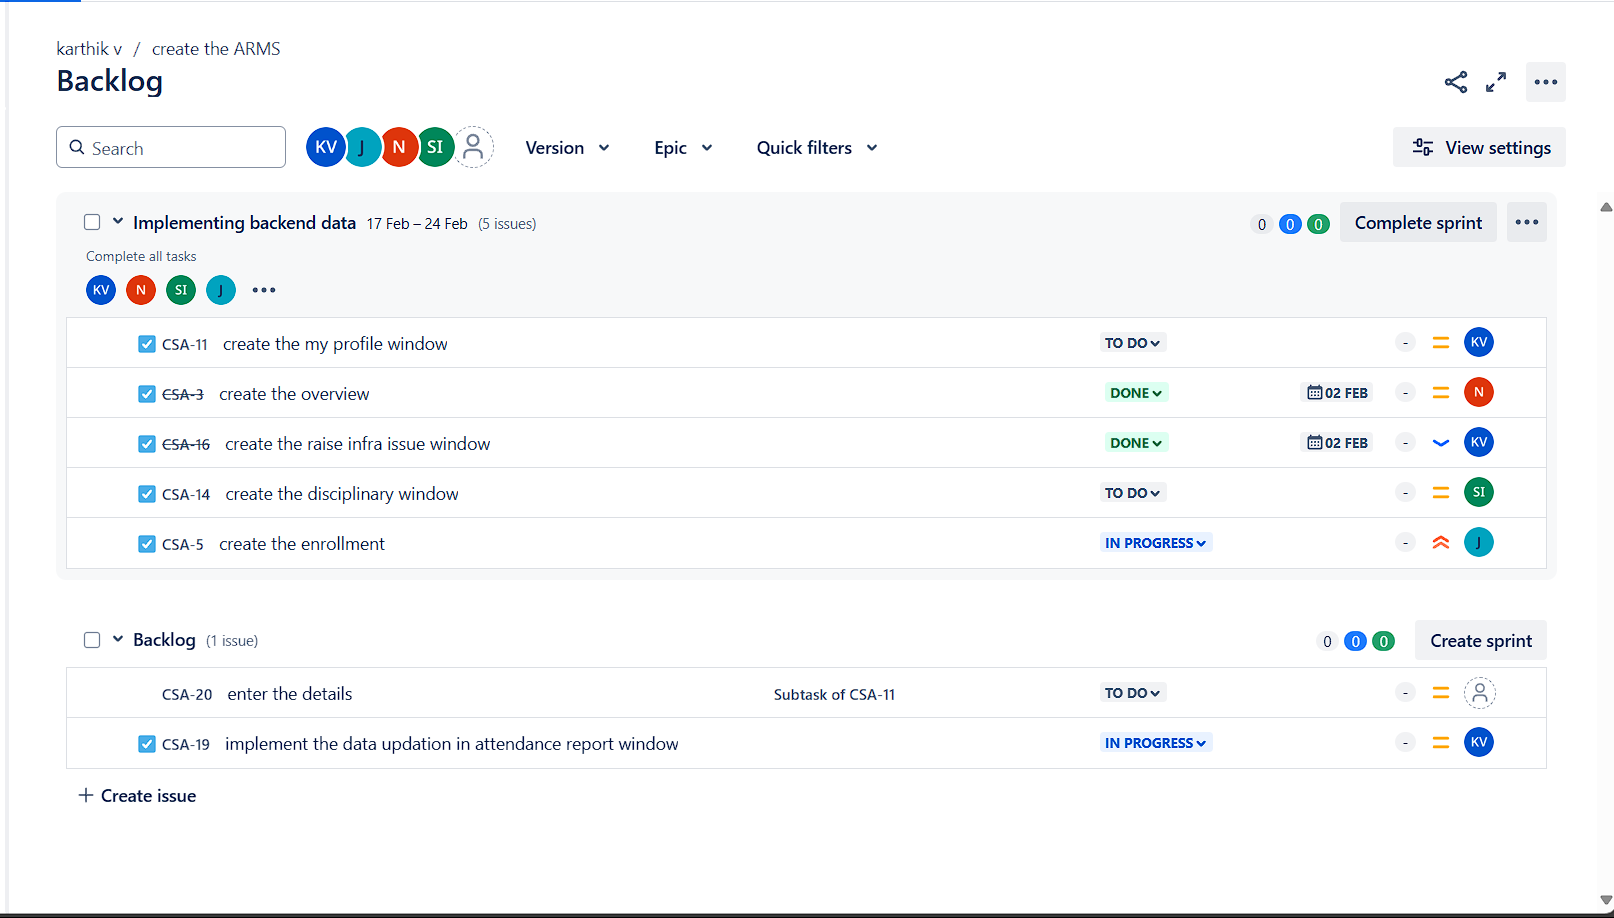 karthik v / create the ARMS
Backlog
Search
KV J N SI
Version
Epic
Quick filters
View settings
Implementing backend data 17 Feb – 24 Feb (5 issues)
0 0 0
Complete sprint
Complete all tasks
KV N SI J
CSA-11 create the my profile window TO DO - KV
CSA-3 create the overview DONE 02 FEB - N
CSA-16 create the raise infra issue window DONE 02 FEB - KV
CSA-14 create the disciplinary window TO DO - SI
CSA-5 create the enrollment IN PROGRESS - J
Backlog (1 issue)
0 0 0
Create sprint
CSA-20 enter the details Subtask of CSA-11 TO DO -
CSA-19 implement the data updation in attendance report window IN PROGRESS - KV
+ Create issue